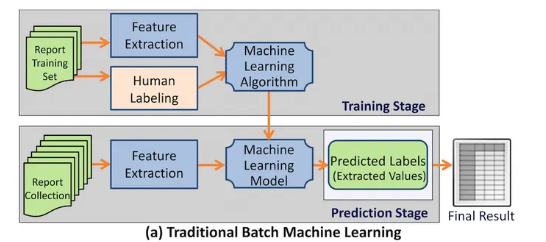 Report
Training
Set
Feature
Extraction
Human
Labeling
Machine
Learning
Algorithm
Training Stage
Report
Collection
Feature
Extraction
Machine
Learning
Model
Predicted Labels
(Extracted Values)
Prediction Stage
Final Result
(a) Traditional Batch Machine Learning